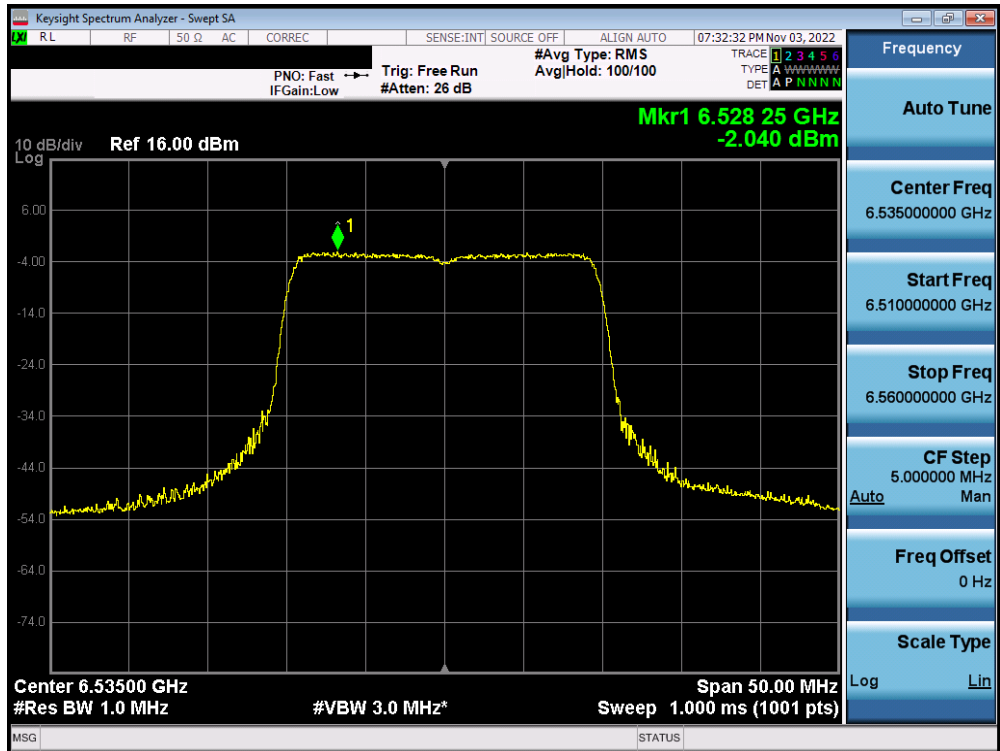 Keysight Spectrum Analyzer - Swept SA
LXI RL RF 50 Ω AC CORREC SENSE:INT SOURCE OFF ALIGN AUTO 07:32:32 PM Nov 03, 2022
PNO: Fast Trig: Free Run #Avg Type: RMS TRACE 1 2 3 4 5 6
IFGain:Low #Atten: 26 dB Avg|Hold: 100/100 TYPE A WWWWW
DET A P N N N N
Mkr1 6.528 25 GHz
-2.040 dBm
10 dB/div Ref 16.00 dBm
Log
1
6.00
-4.00
-14.0
-24.0
-34.0
-44.0
-54.0
-64.0
-74.0
Center 6.53500 GHz Span 50.00 MHz
#Res BW 1.0 MHz #VBW 3.0 MHz* Sweep 1.000 ms (1001 pts)
MSG STATUS
Frequency
Auto Tune
Center Freq
6.535000000 GHz
Start Freq
6.510000000 GHz
Stop Freq
6.560000000 GHz
CF Step
5.000000 MHz
Auto Man
Freq Offset
0 Hz
Scale Type
Log Lin